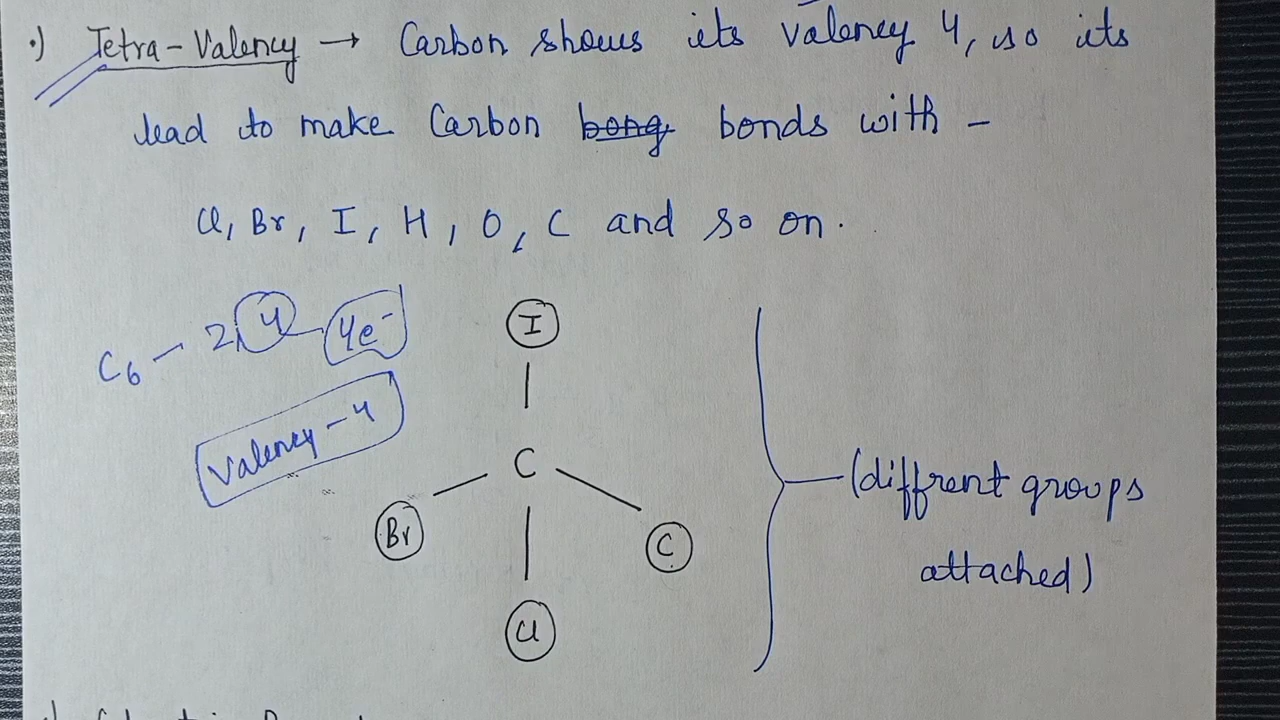 •) Tetra-Valency → Carbon shows its valency 4, so its
lead to make Carbon bong bonds with -
Cl, Br, I, H, O, C and so on.
C6 - 2,4 - 4e-
Valency - 4
I
C
Br
C
Cl
(diffrent groups
attached)